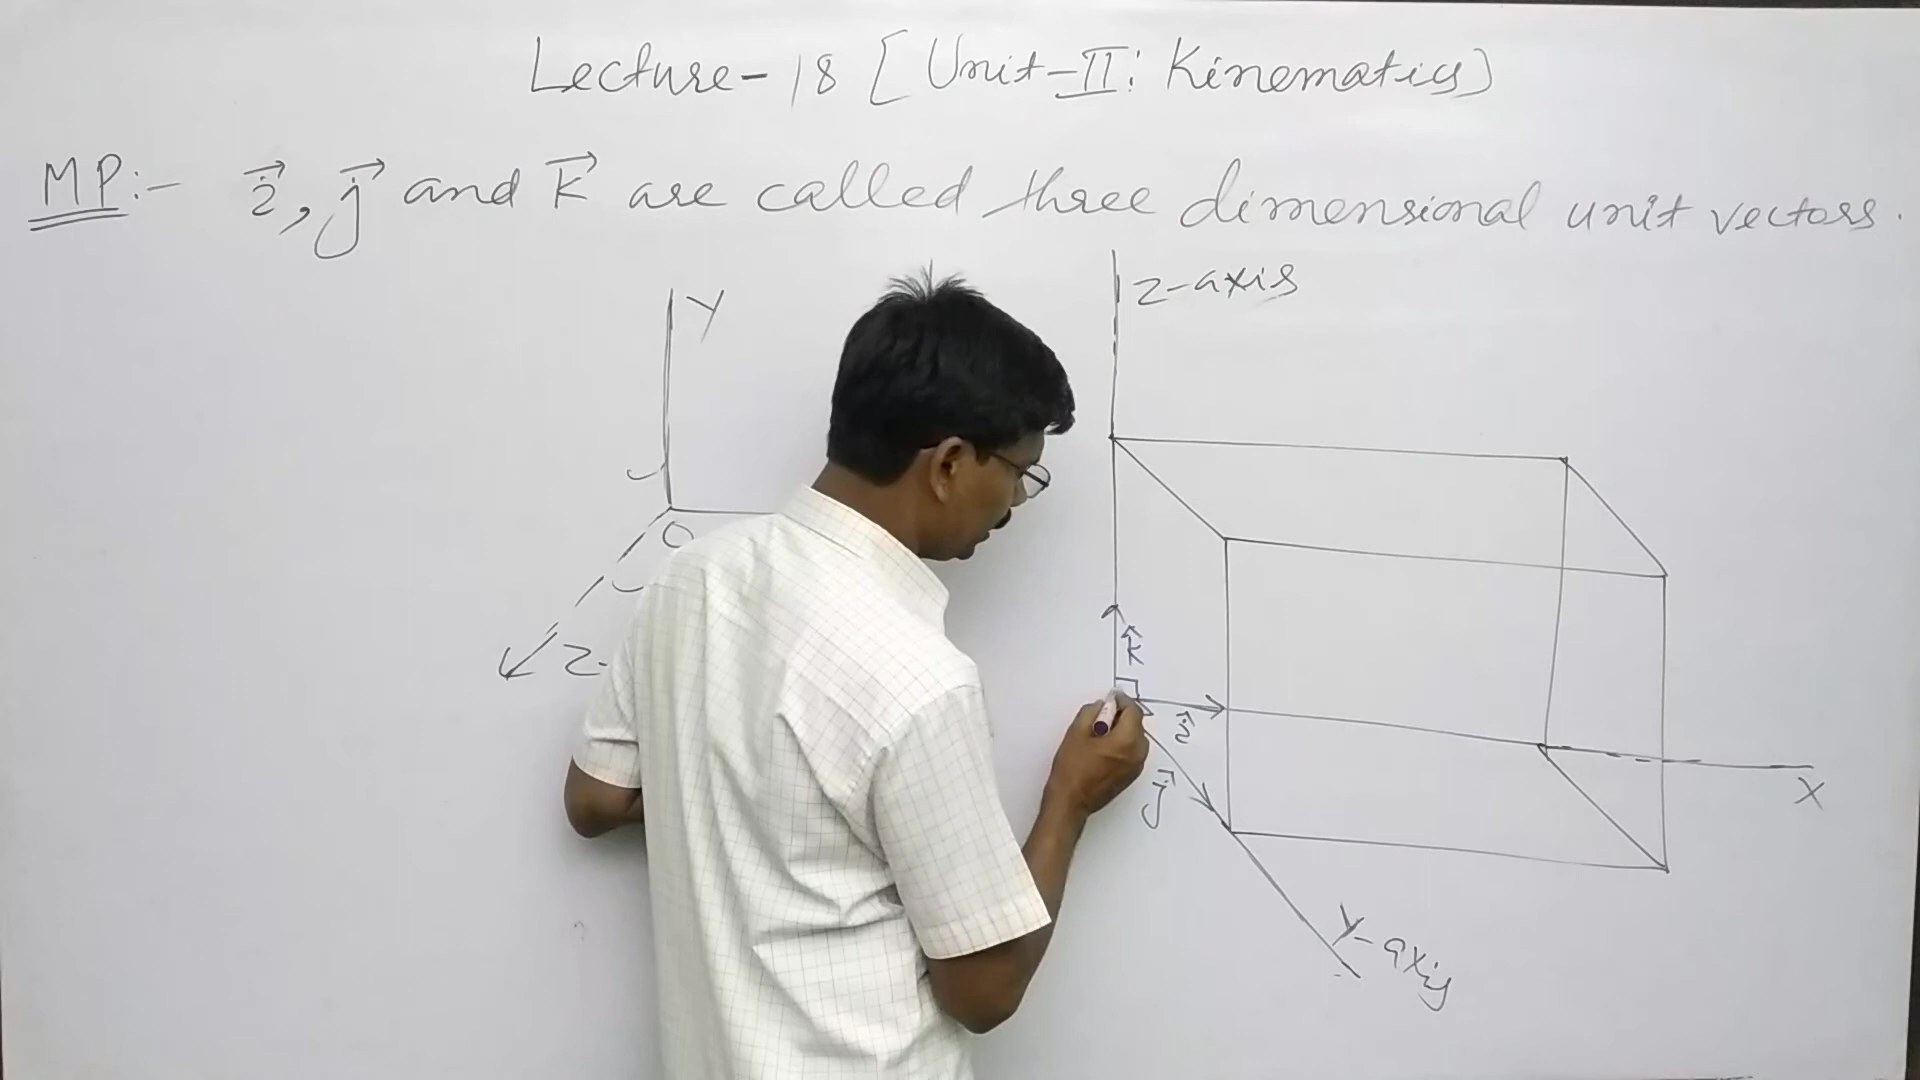 Lecture-18 [Unit-II: Kinematics]
MP:- i⃗, j⃗ and k⃗ are called three dimensional unit vectors.
Y
Z-axis
O
Z-
k̂
i⃗
j⃗
X
Y-axis